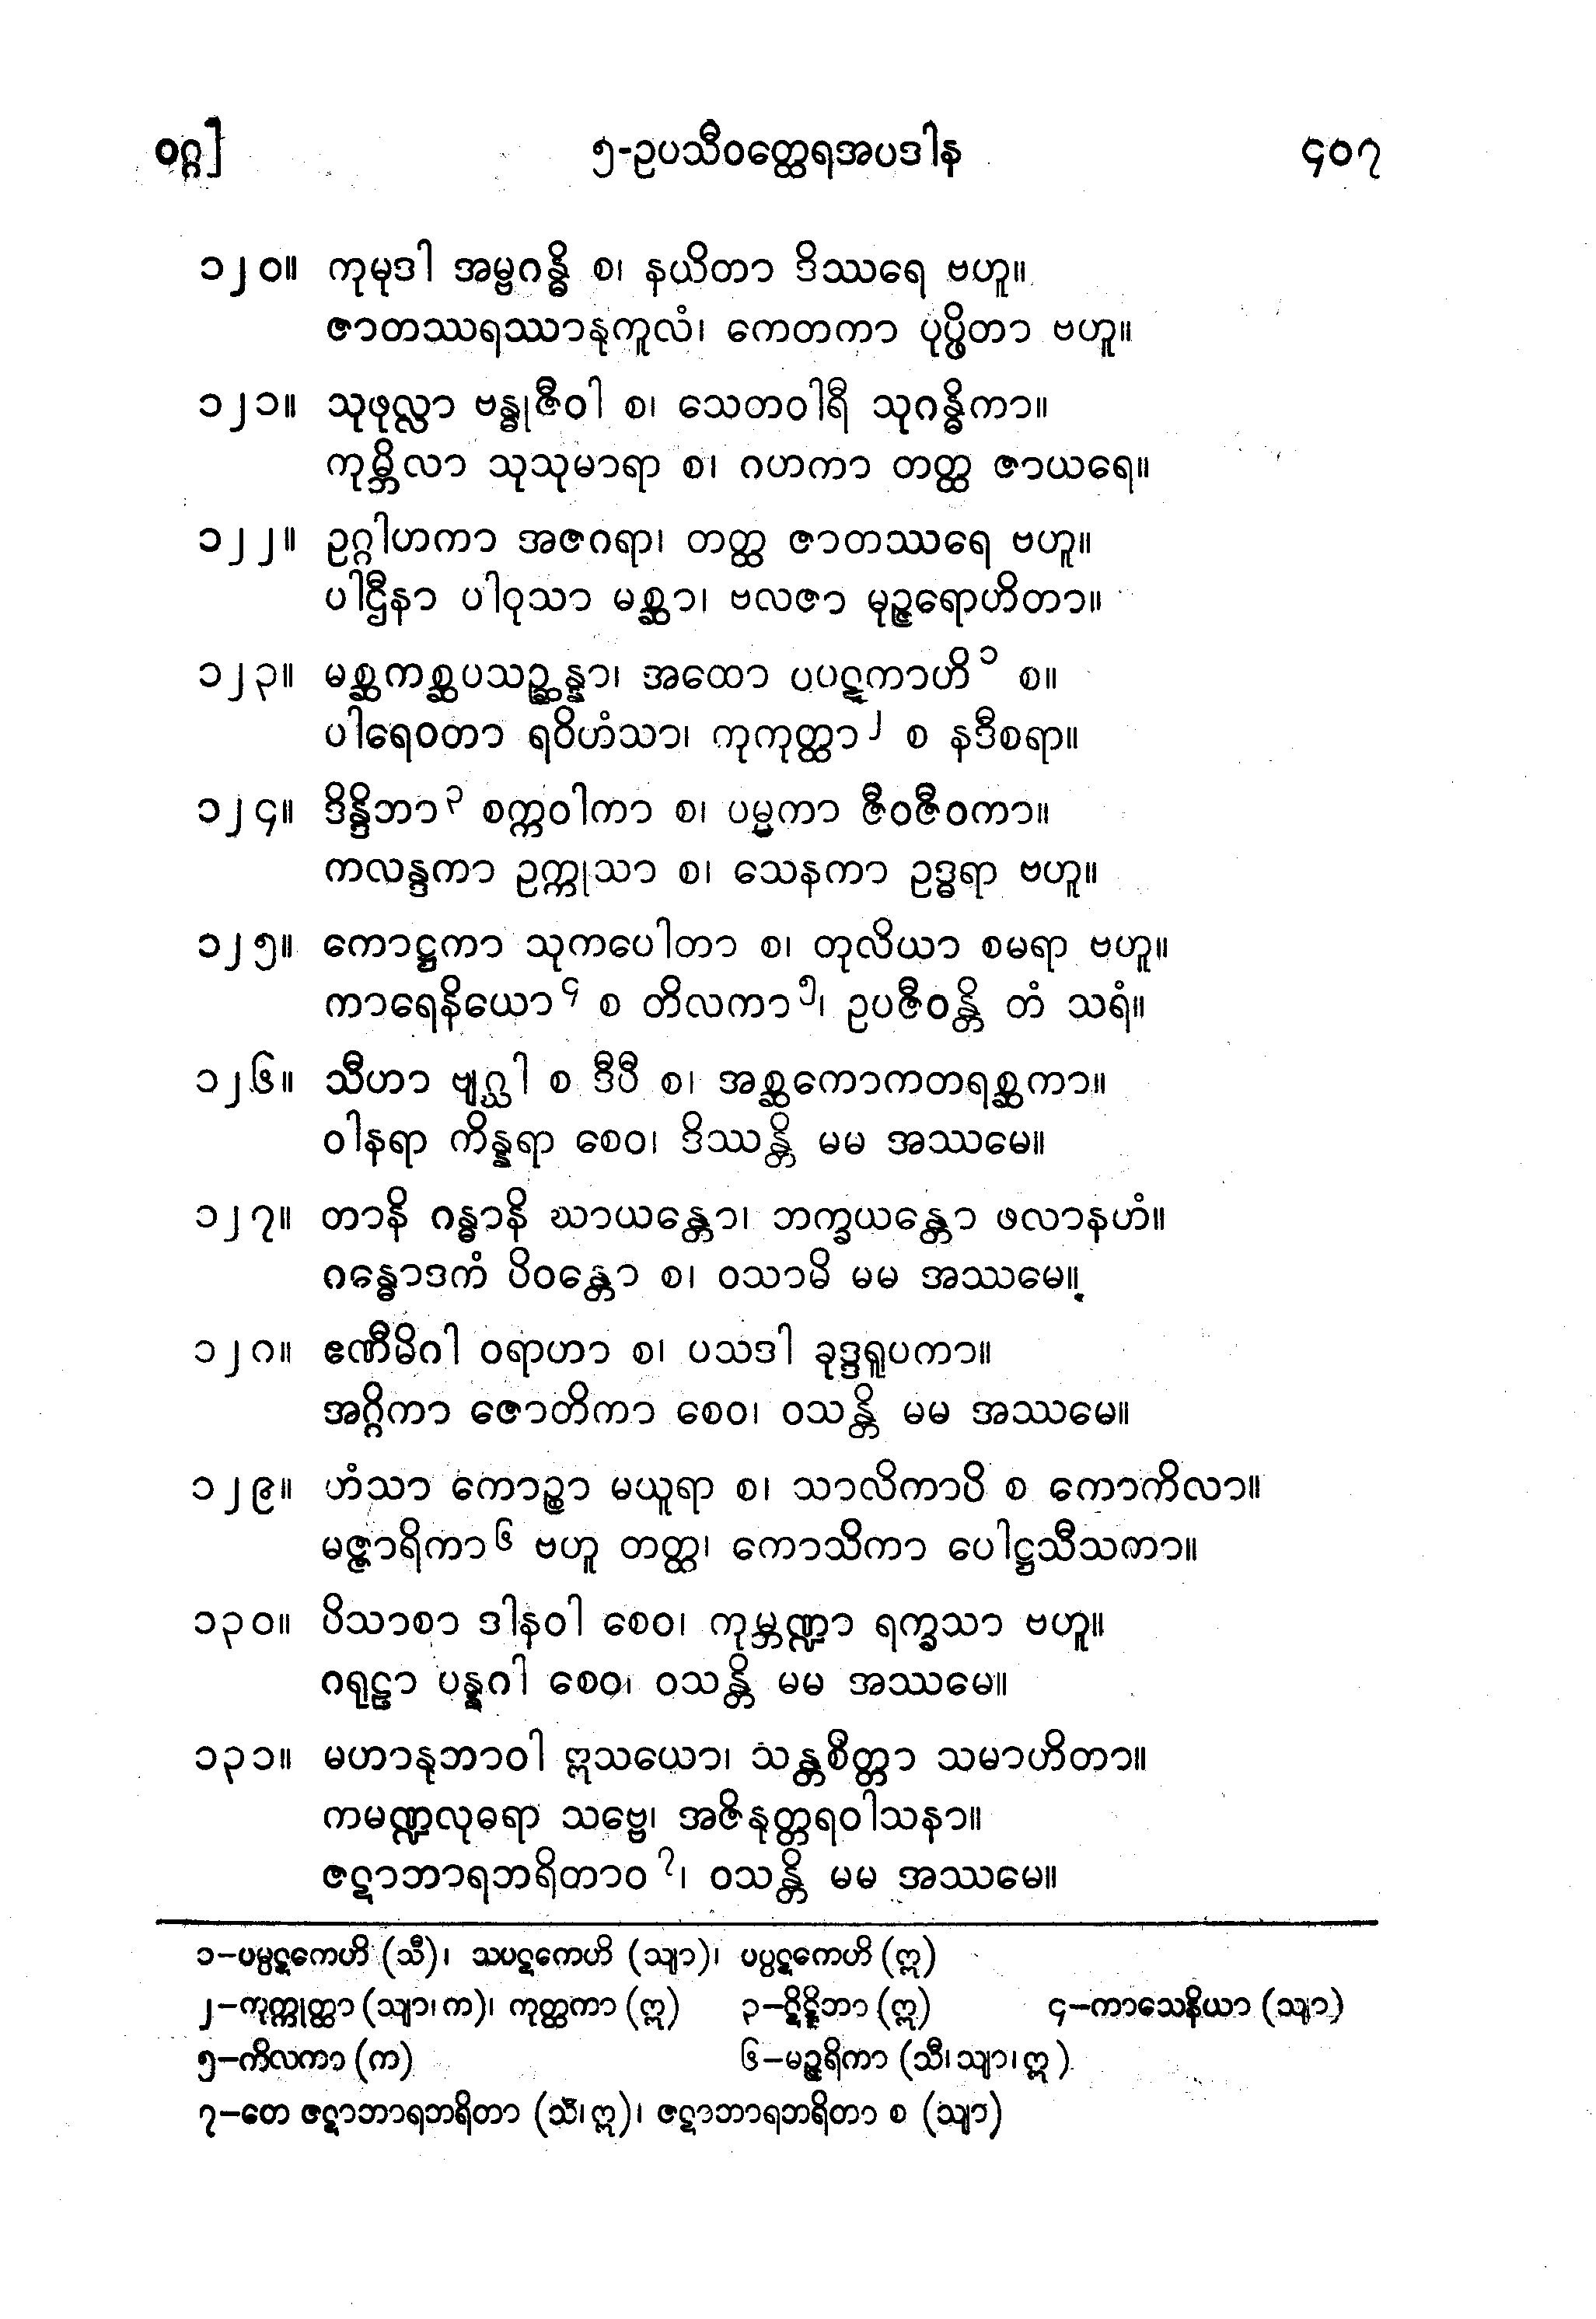 ဝဂ္ဂ] ၅-ဥပသီဝတ္ထေရအပဒါန ၄၀၇
၁၂၀။ ကုမုဒါ အမ္ဗဂန္ဓိ စ၊ နယိတာ ဒိဿရေ ဗဟူ။
ဇာတဿရဿာနုကူလံ၊ ကေတကာ ပုပ္ဖိတာ ဗဟူ။
၁၂၁။ သုဖုလ္လာ ဗန္ဓုဇီဝါ စ၊ သေတဝါရီ သုဂန္ဓိကာ။
ကုမ္ဘိလာ သုသုမာရာ စ၊ ဂဟကာ တတ္ထ ဇာယရေ။
၁၂၂။ ဥဂ္ဂါဟကာ အဇဂရာ၊ တတ္ထ ဇာတဿရေ ဗဟူ။
ပါဌီနာ ပါဝုသာ မစ္ဆာ၊ ဗလဇာ မုဉ္ဇရောဟိတာ။
၁၂၃။ မစ္ဆကစ္ဆပသဉ္ဆန္နာ၊ အထော ပပဋကာဟိ၁ စ။
ပါရေဝတာ ရဝိဟံသာ၊ ကုကုတ္ထာ၂ စ နဒီစရာ။
၁၂၄။ ဒိန္ဒိဘာ၃ စက္ကဝါကာ စ၊ ပမ္ပကာ ဇီဝဇီဝကာ။
ကလန္ဒကာ ဥက္ကုသာ စ၊ သေနကာ ဥဒ္ဓရာ ဗဟူ။
၁၂၅။ ကောဋ္ဌကာ သုကပေါတာ စ၊ တုလိယာ စမရာ ဗဟူ။
ကာရေနိယော၄ စ တိလကာ၅၊ ဥပဇီဝန္တိ တံ သရံ။
၁၂၆။ သီဟာ ဗျဂ္ဃါ စ ဒီပီ စ၊ အစ္ဆကောကတရစ္ဆကာ။
ဝါနရာ ကိန္နရာ စေဝ၊ ဒိဿန္တိ မမ အဿမေ။
၁၂၇။ တာနိ ဂန္ဓာနိ ဃာယန္တော၊ ဘက္ခယန္တော ဖလာနဟံ။
ဂန္ဓောဒကံ ပိဝန္တော စ၊ ဝသာမိ မမ အဿမေ။
၁၂၈။ ဧဏီမိဂါ ဝရာဟာ စ၊ ပသဒါ ခုဒ္ဒရူပကာ။
အဂ္ဂိကာ ဇောတိကာ စေဝ၊ ဝသန္တိ မမ အဿမေ။
၁၂၉။ ဟံသာ ကောဉ္စာ မယူရာ စ၊ သာလိကာပိ စ ကောကိလာ။
မဇ္ဇာရိကာ၆ ဗဟူ တတ္ထ၊ ကောသိကာ ပေါဋ္ဌသီသကာ။
၁၃၀။ ပိသာစာ ဒါနဝါ စေဝ၊ ကုမ္ဘဏ္ဍာ ရက္ခသာ ဗဟူ။
ဂရုဠာ ပန္နဂါ စေဝ၊ ဝသန္တိ မမ အဿမေ။
၁၃၁။ မဟာနုဘာဝါ ဣသယော၊ သန္တစိတ္တာ သမာဟိတာ။
ကမဏ္ဍလုဓရာ သဗ္ဗေ၊ အဇိနုတ္တရဝါသနာ။
ဇဋာဘာရဘရိတာဝ၇၊ ဝသန္တိ မမ အဿမေ။
၁-ပမ္ပဋကေဟိ (သီ)၊ သပဋကေဟိ (သျာ)၊ ပပ္ပဋကေဟိ (ဣ)
၂-ကုက္ကုတ္ထာ (သျာ၊ က)၊ ကုတ္ထကာ (ဣ) ၃-ဋိဋ္ဋိဘာ (ဣ) ၄-ကာသေနိယာ (သျာ)
၅-ကိလကာ (က) ၆-မဉ္ဇရိကာ (သီ၊ သျာ၊ ဣ)
၇-တေ ဇဋာဘာရဘရိတာ (သီ၊ ဣ)၊ ဇဋာဘာရဘရိတာ စ (သျာ)